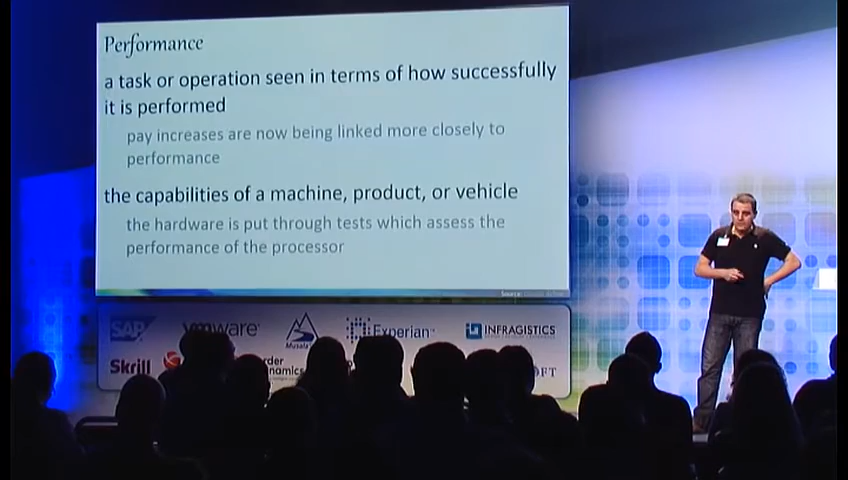 Performance
a task or operation seen in terms of how successfully
it is performed
pay increases are now being linked more closely to
performance
the capabilities of a machine, product, or vehicle
the hardware is put through tests which assess the
performance of the processor
Source:
SAP vmware Musala Experian INFRAGISTICS
Skrill